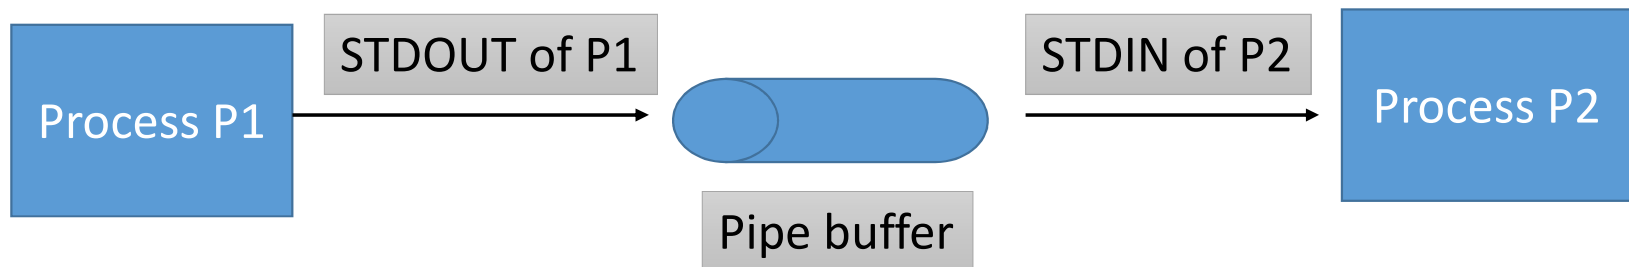 Process P1
STDOUT of P1
Pipe buffer
STDIN of P2
Process P2